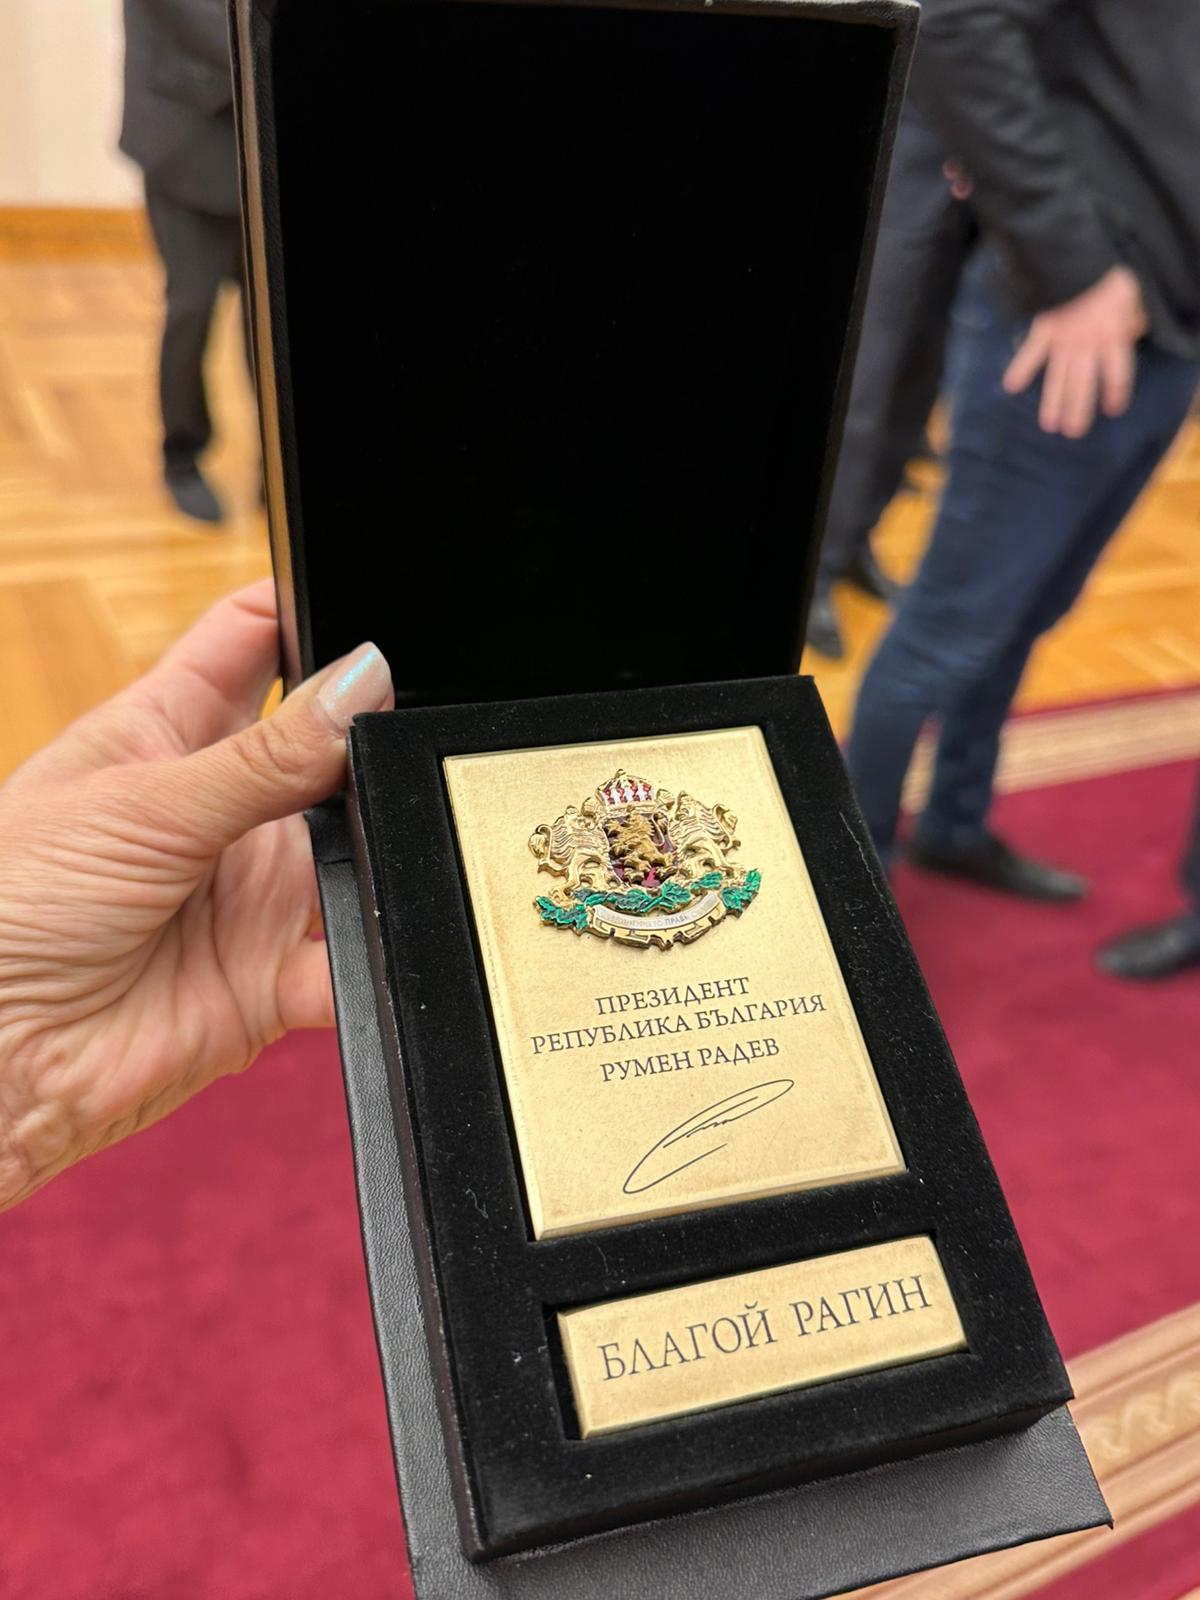 ПРЕЗИДЕНТ
РЕПУБЛИКА БЪЛГАРИЯ
РУМЕН РАДЕВ
БЛАГОЙ РАГИН